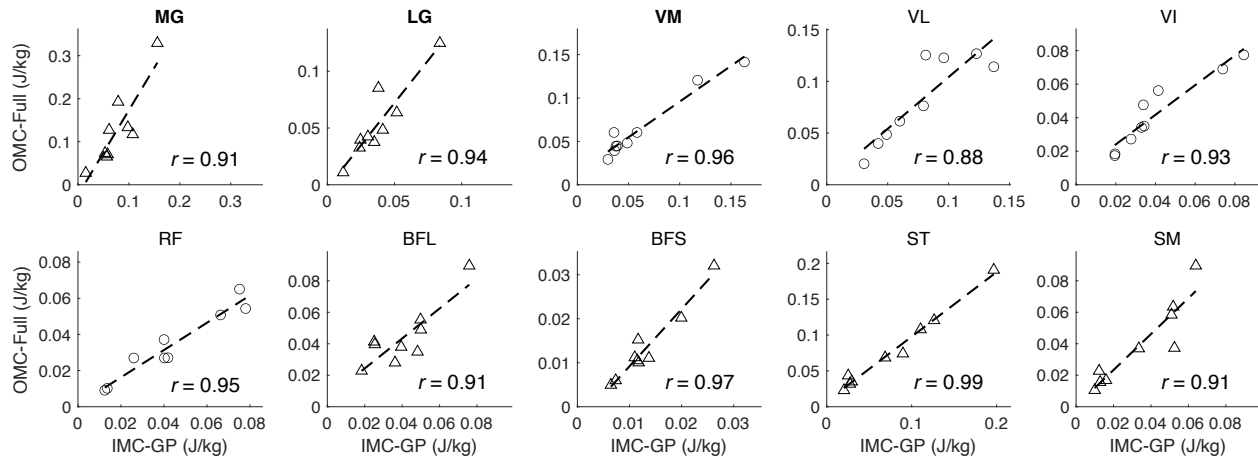 MG
LG
VM
VL
VI
OMC-Full (J/kg)
0.3
0.2
0.1
0
0 0.1 0.2 0.3
r = 0.91
0.1
0.05
0
0 0.05 0.1
r = 0.94
0.15
0.1
0.05
0
0 0.05 0.1 0.15
r = 0.96
0.15
0.1
0.05
0
0 0.05 0.1 0.15
r = 0.88
0.08
0.06
0.04
0.02
0
0 0.02 0.04 0.06 0.08
r = 0.93
RF
BFL
BFS
ST
SM
OMC-Full (J/kg)
0.08
0.06
0.04
0.02
0
0 0.02 0.04 0.06 0.08
r = 0.95
IMC-GP (J/kg)
0.08
0.06
0.04
0.02
0
0 0.02 0.04 0.06 0.08
r = 0.91
IMC-GP (J/kg)
0.03
0.02
0.01
0
0 0.01 0.02 0.03
r = 0.97
IMC-GP (J/kg)
0.2
0.15
0.1
0.05
0
0 0.05 0.1 0.15 0.2
r = 0.99
IMC-GP (J/kg)
0.08
0.06
0.04
0.02
0
0 0.02 0.04 0.06 0.08
r = 0.91
IMC-GP (J/kg)